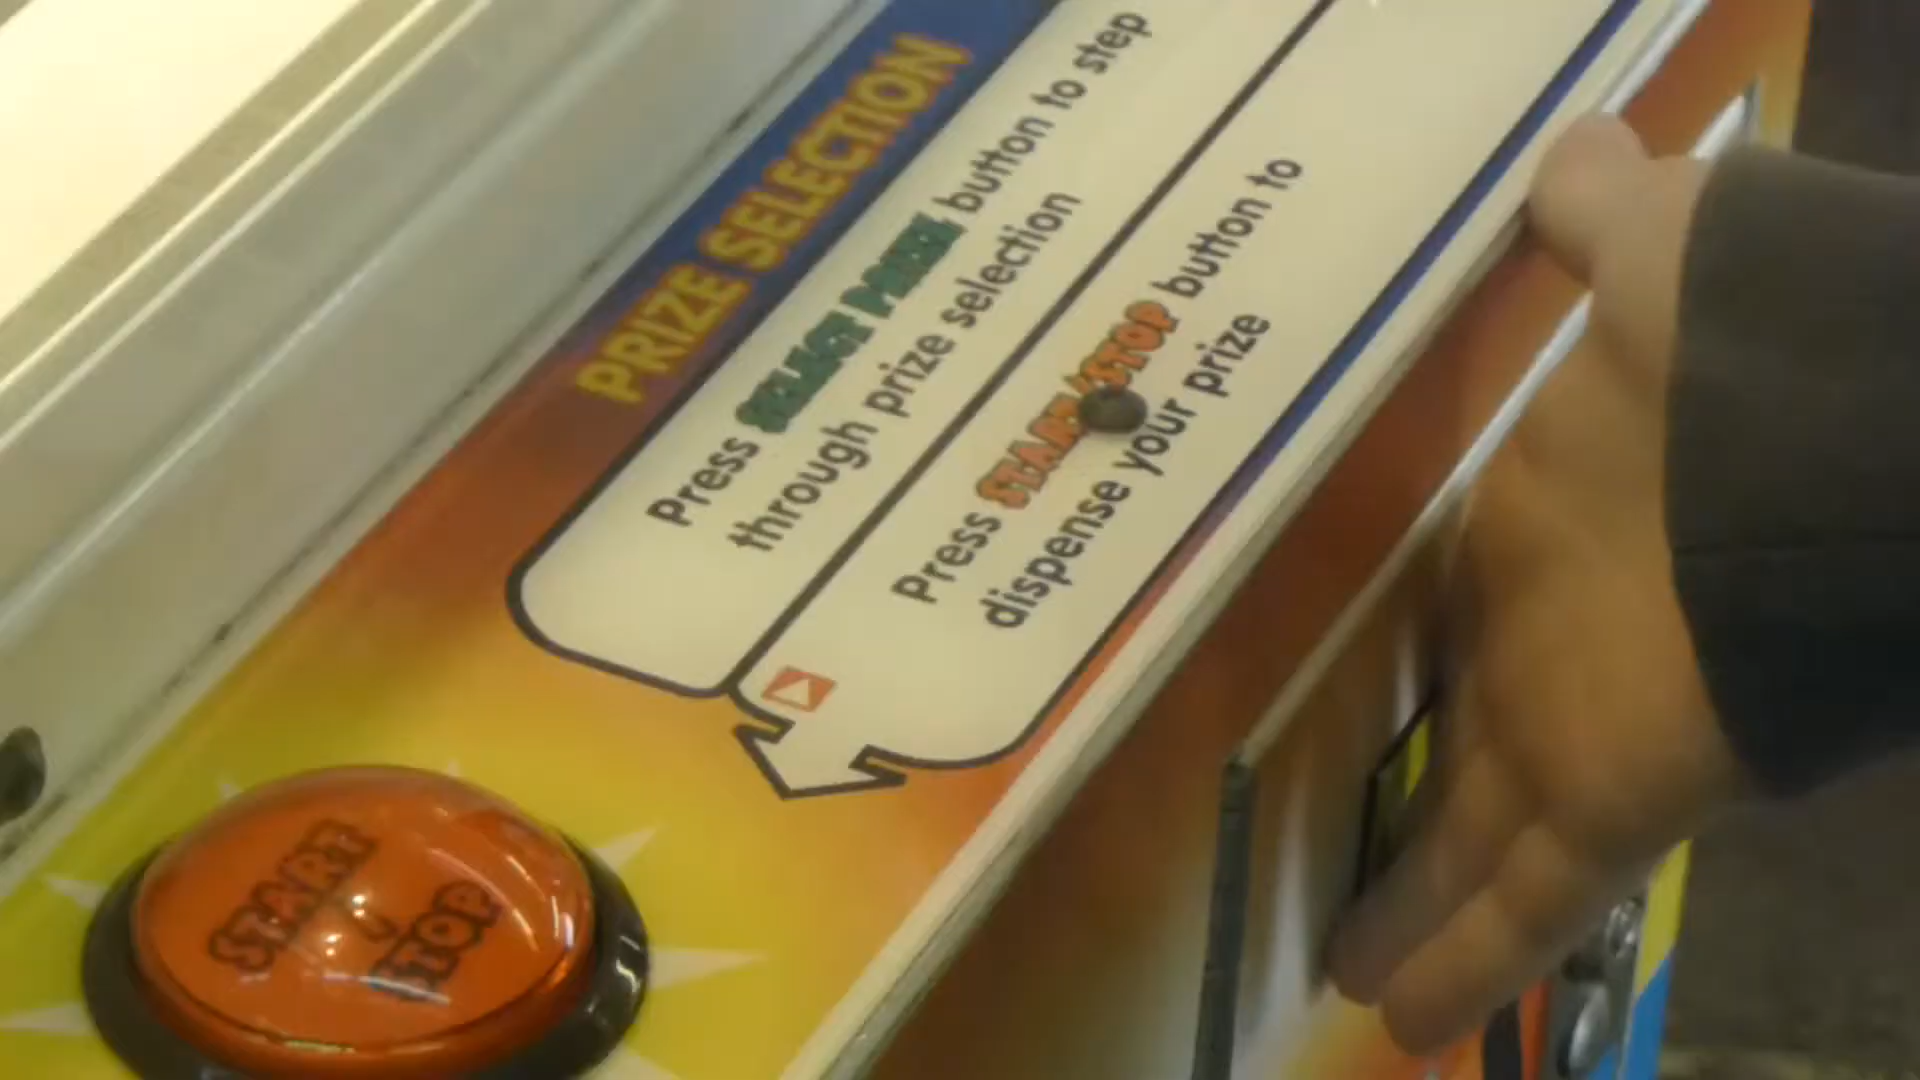 PRIZE SELECTION
Press SELECT PRIZE button to step
through prize selection
Press START/STOP button to
dispense your prize
START
STOP